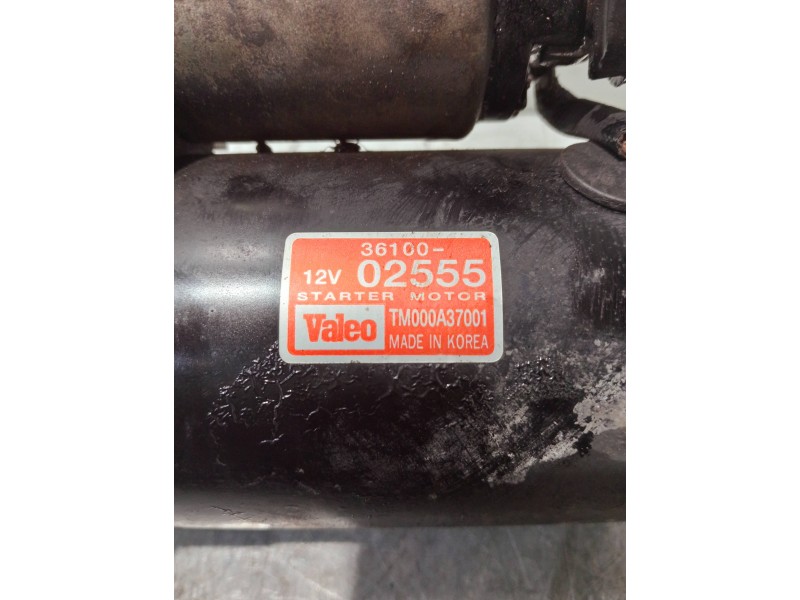 36100-
12V 02555
STARTER MOTOR
Valeo TM000A37001
MADE IN KOREA